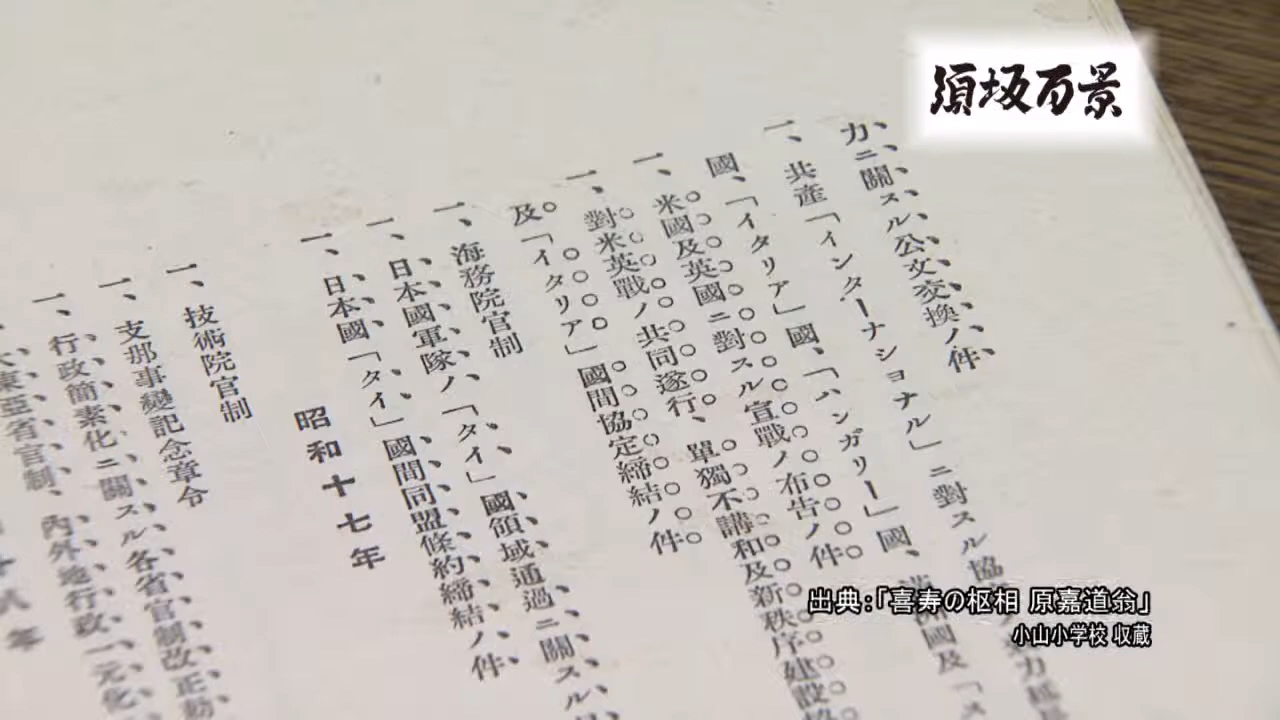 須坂百景
力ニ關スル公文交換ノ件
一、共産「インターナショナル」ニ對スル協
國、「イタリア」國、「ハンガリー」國、洲國及「ス
一、米國及英國ニ對スル宣戰ノ布告ノ件
一、對米英戰ノ共同遂行、單獨不講和及新秩序建設協
及「イタリア」國間協定締結ノ件
一、海務院官制
一、日本國軍隊ノ「タイ」國領域通過ニ關スル
一、日本國「タイ」國間同盟條約締結ノ件
昭和十七年
一、技術院官制
一、支那事變記念章令
一、行政簡素化ニ關スル各省官制改正
一、大東亞省官制、内外地行政一元化
出典：「喜寿の枢相 原嘉道翁」
小山小学校 収蔵